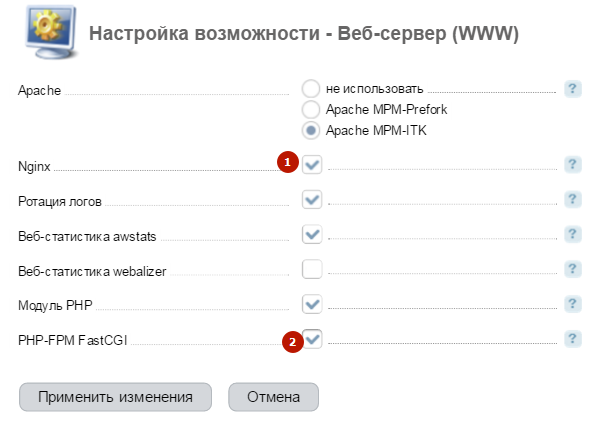 Настройка возможности - Веб-сервер (WWW)
Apache не использовать ?
Apache MPM-Prefork
Apache MPM-ITK
Nginx 1 ?
Ротация логов ?
Веб-статистика awstats ?
Веб-статистика webalizer ?
Модуль PHP ?
PHP-FPM FastCGI 2 ?
Применить изменения Отмена